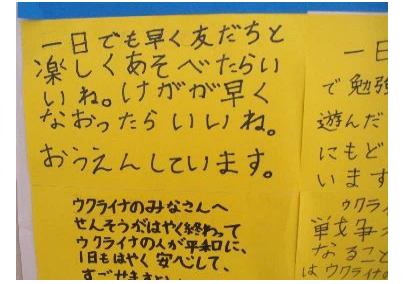 一日でも早く友だちと
楽しくあそべたらい
いね。けがが早く
なおったらいいね。
おうえんしています。
ウクライナのみなさんへ
せんそうがはやく終わって
ウクライナの人が平和に、
1日もはやく安心して、
一日
で勉強
遊んだ
にもど
います
ウクライ
戦争
なること
はウクライナの